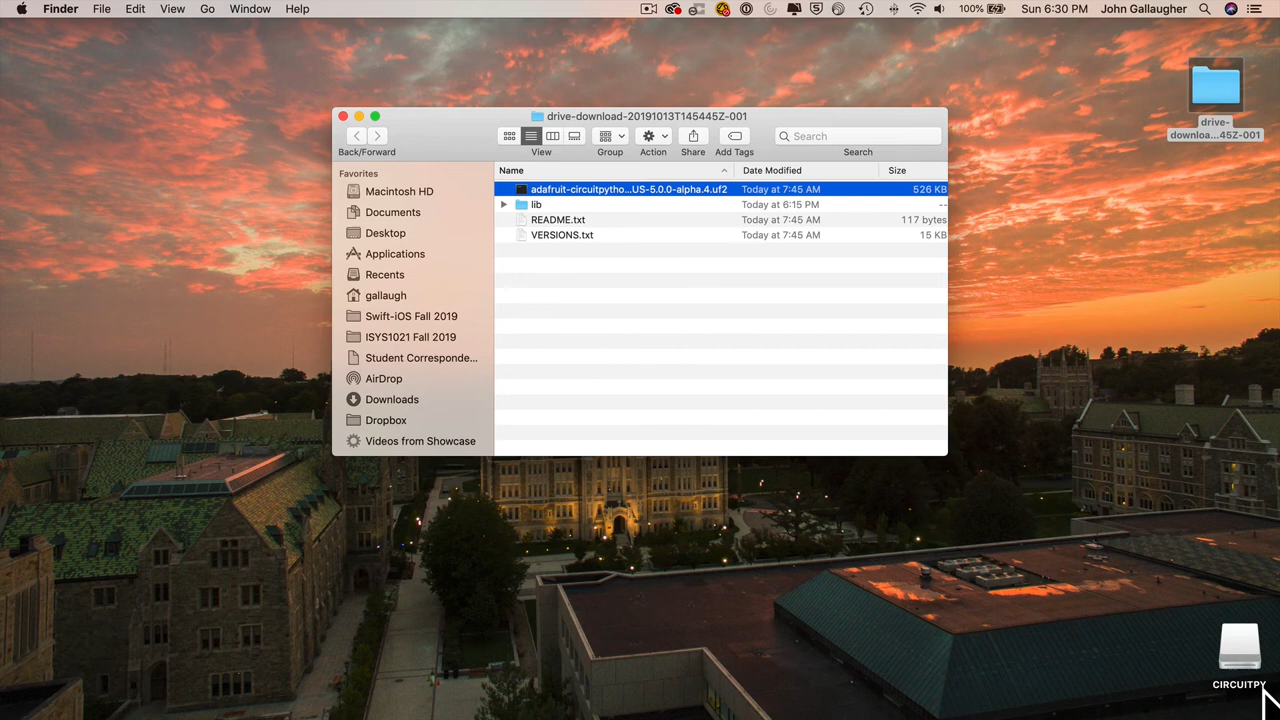 Finder File Edit View Go Window Help 100% Sun 6:30 PM John Gallaugher
drive-
downloa...45Z-001
drive-download-20191013T145445Z-001
Search
Back/Forward View Group Action Share Add Tags Search
Favorites
Macintosh HD
Documents
Desktop
Applications
Recents
gallaugh
Swift-iOS Fall 2019
ISYS1021 Fall 2019
Student Corresponde...
AirDrop
Downloads
Dropbox
Videos from Showcase
Name Date Modified Size
adafruit-circuitpytho...US-5.0.0-alpha.4.uf2 Today at 7:45 AM 526 KB
lib Today at 6:15 PM --
README.txt Today at 7:45 AM 117 bytes
VERSIONS.txt Today at 7:45 AM 15 KB
CIRCUITPY